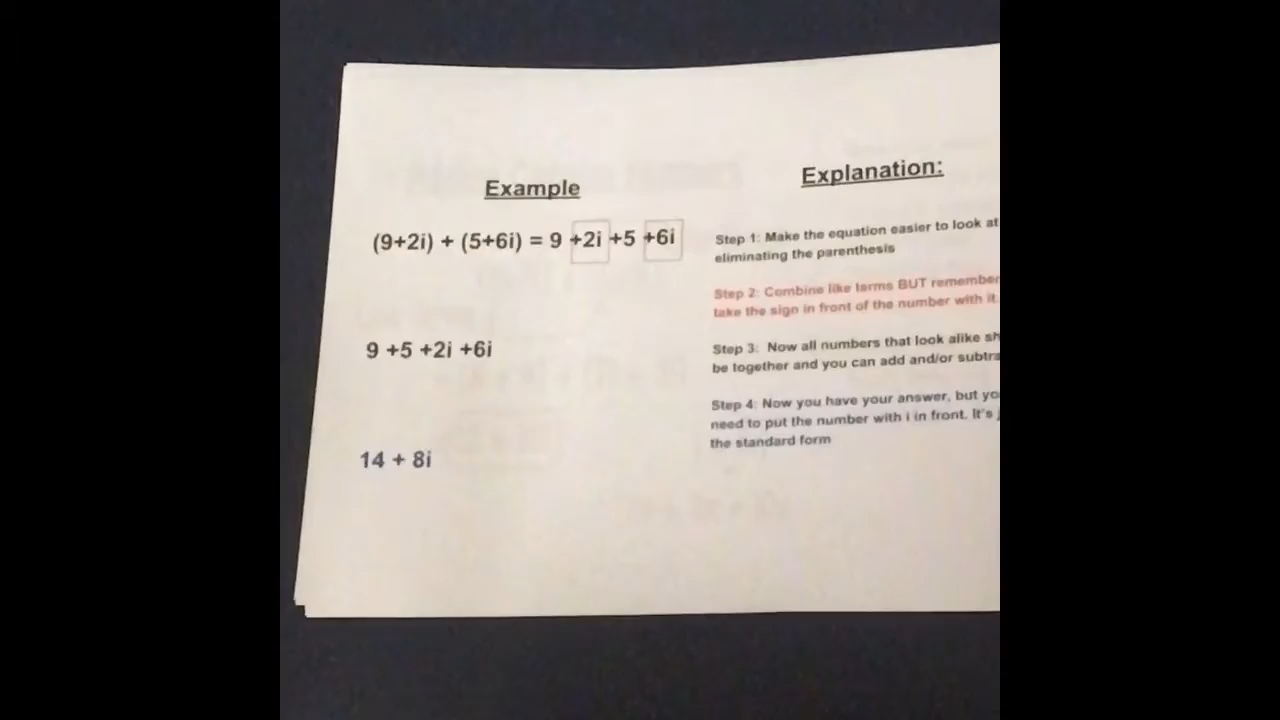 Example
(9+2i) + (5+6i) = 9 +2i +5 +6i
9 +5 +2i +6i
14 + 8i
Explanation:
Step 1: Make the equation easier to look at
eliminating the parenthesis
Step 2: Combine like terms BUT remember
take the sign in front of the number with it.
Step 3: Now all numbers that look alike sh
be together and you can add and/or subtra
Step 4: Now you have your answer, but yo
need to put the number with i in front. It's
the standard form